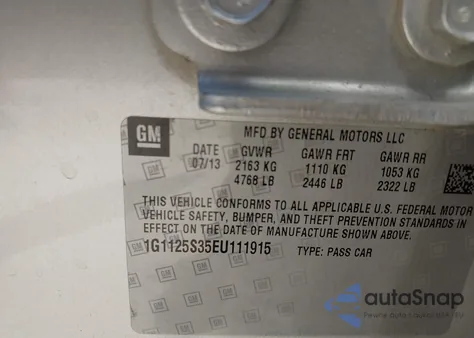 GM
MFD BY GENERAL MOTORS LLC
DATE GVWR GAWR FRT GAWR RR
07/13 2163 KG 1110 KG 1053 KG
4768 LB 2446 LB 2322 LB
THIS VEHICLE CONFORMS TO ALL APPLICABLE U.S. FEDERAL MOTOR
VEHICLE SAFETY, BUMPER, AND THEFT PREVENTION STANDARDS IN
EFFECT ON THE DATE OF MANUFACTURE SHOWN ABOVE.
1G1125S35EU111915 TYPE: PASS CAR
autoSnap